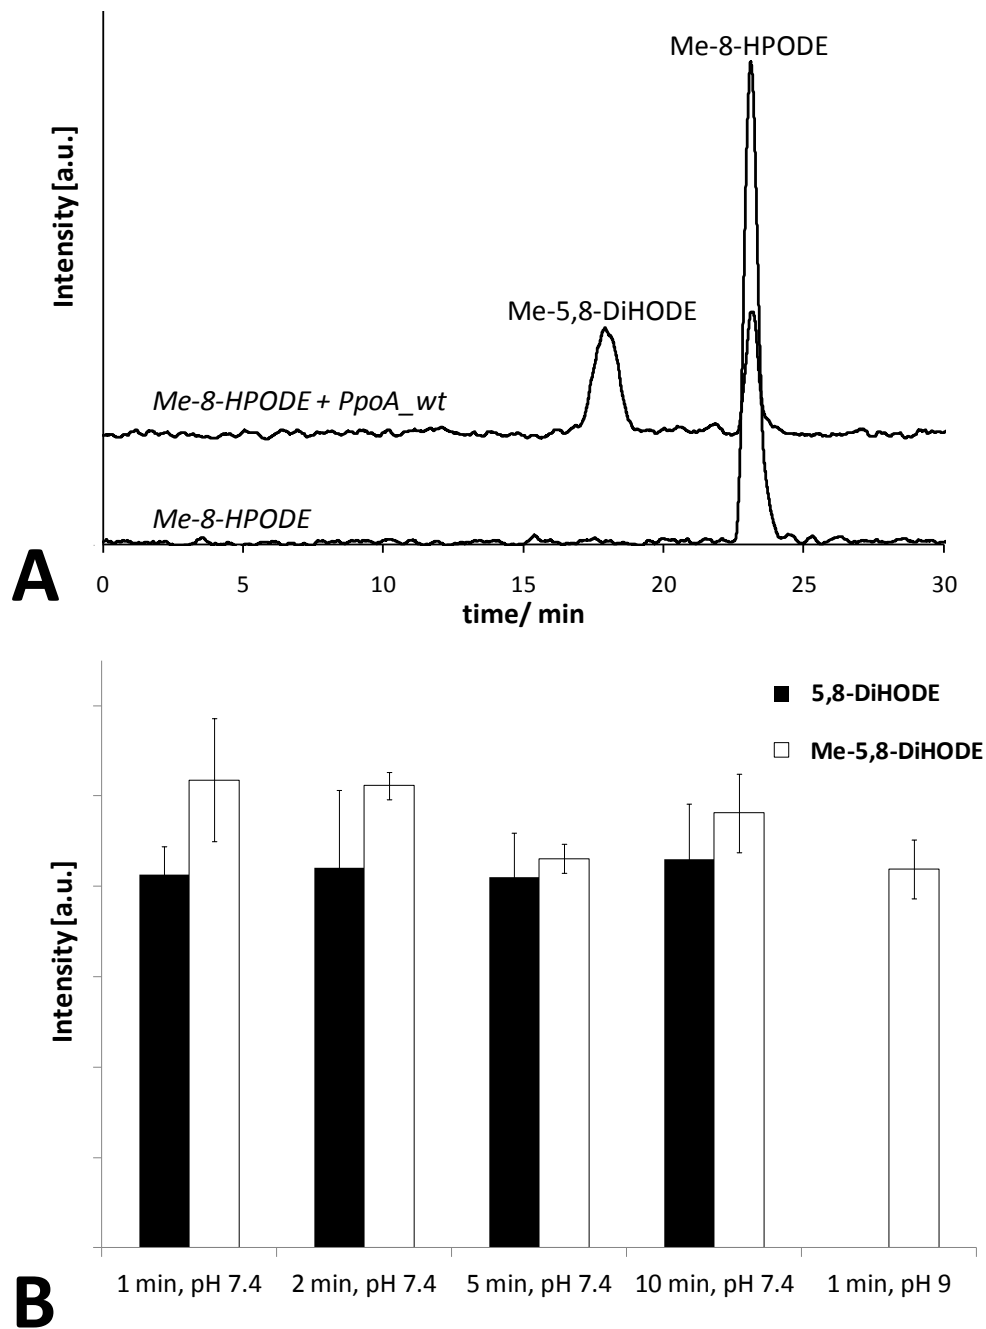 Me-8-HPODE
Intensity [a.u.]
Me-5,8-DiHODE
Me-8-HPODE + PpoA_wt
Me-8-HPODE
A
0 5 10 15 20 25 30
time/ min
5,8-DiHODE
Me-5,8-DiHODE
Intensity [a.u.]
1 min, pH 7.4 2 min, pH 7.4 5 min, pH 7.4 10 min, pH 7.4 1 min, pH 9
B